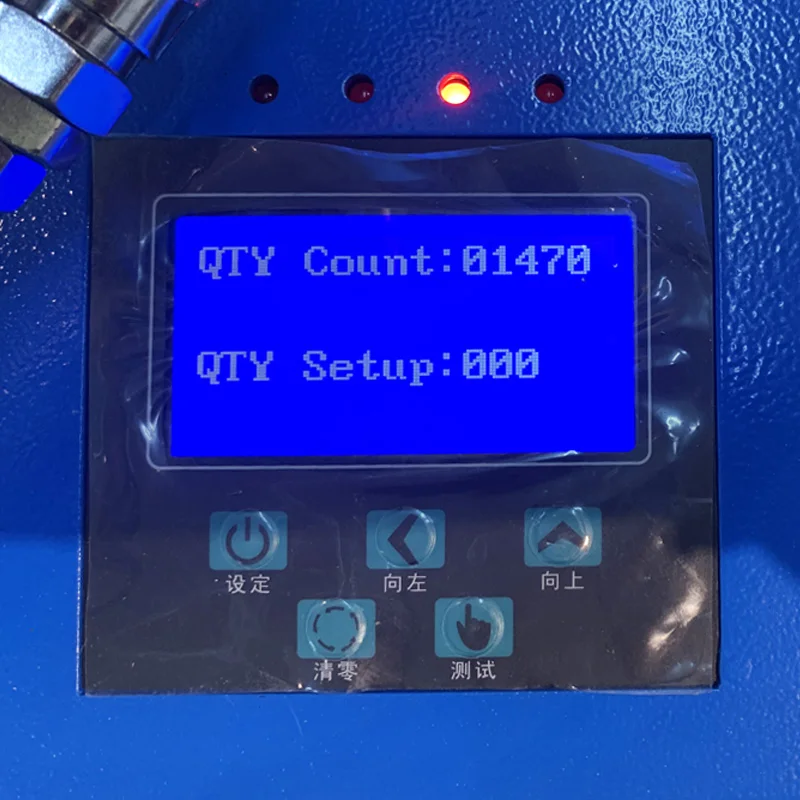 QTY Count:01470
QTY Setup:000
设定 向左 向上
清零 测试